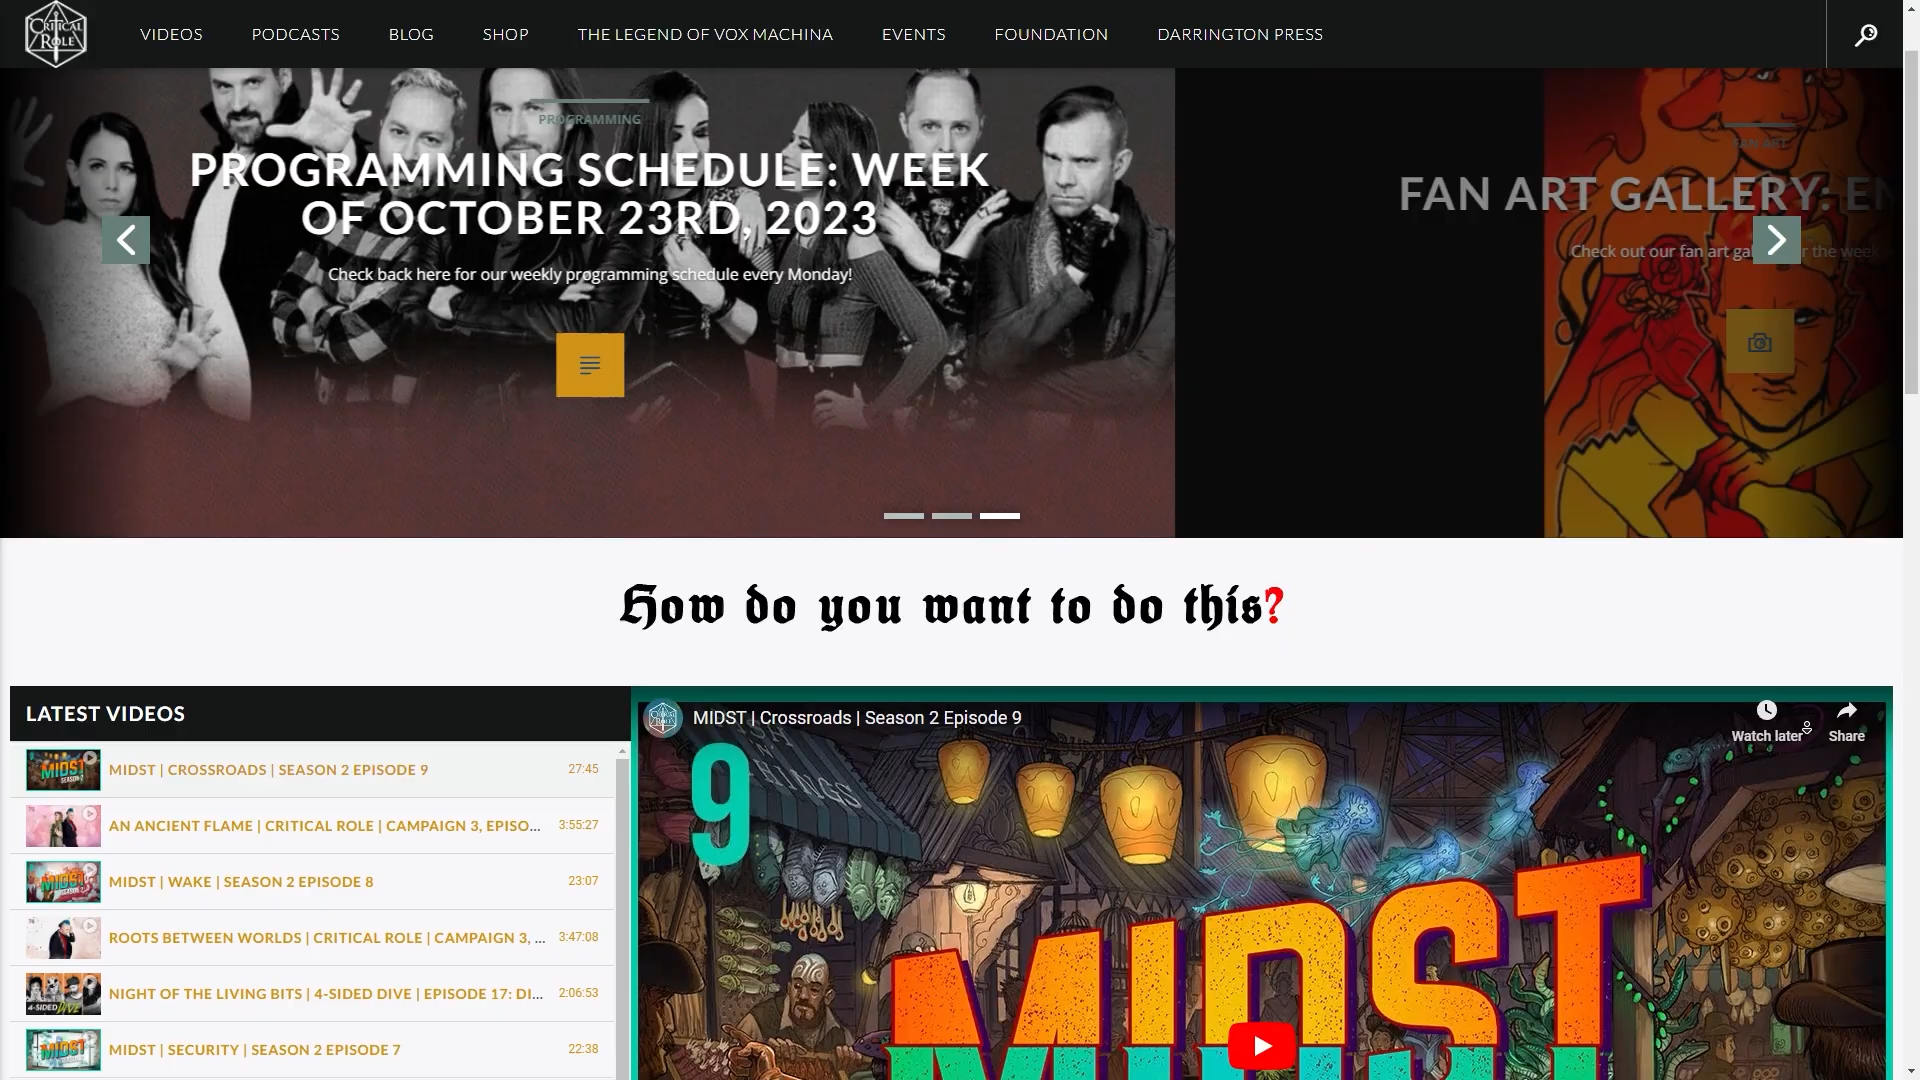 CRITICAL ROLE
VIDEOS
PODCASTS
BLOG
SHOP
THE LEGEND OF VOX MACHINA
EVENTS
FOUNDATION
DARRINGTON PRESS
PROGRAMMING
PROGRAMMING SCHEDULE: WEEK
OF OCTOBER 23RD, 2023
Check back here for our weekly programming schedule every Monday!
FAN ART
FAN ART GALLERY:
Check out our fan art
r the week
How do you want to do this?
LATEST VIDEOS
MIDST | CROSSROADS | SEASON 2 EPISODE 9
27:45
AN ANCIENT FLAME | CRITICAL ROLE | CAMPAIGN 3, EPISO...
3:55:27
MIDST | WAKE | SEASON 2 EPISODE 8
23:07
ROOTS BETWEEN WORLDS | CRITICAL ROLE | CAMPAIGN 3, ...
3:47:08
NIGHT OF THE LIVING BITS | 4-SIDED DIVE | EPISODE 17: DI...
2:06:53
MIDST | SECURITY | SEASON 2 EPISODE 7
22:38
MIDST | Crossroads | Season 2 Episode 9
Watch later
Share
9
MIDST